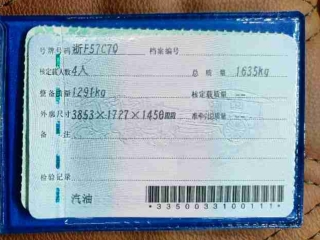 号牌号码 浙F57C7Q 档案编号
核定载人数 4人 总质量 1635kg
整备质量 1291kg 核定载质量 --
外廓尺寸 3853×1727×1450mm 准牵引总质量 --
备注
检验记录
汽油
*3350033100111*